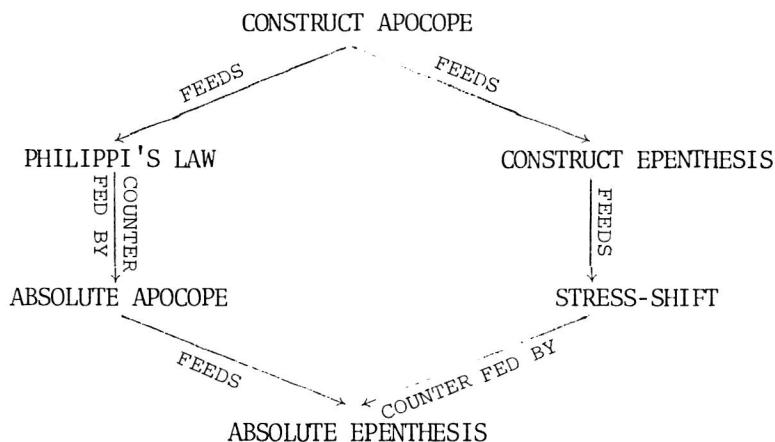 CONSTRUCT APOCOPE
FEEDS
FEEDS
PHILIPPI'S LAW
CONSTRUCT EPENTHESIS
COUNTER
FED BY
FEEDS
ABSOLUTE APOCOPE
STRESS-SHIFT
FEEDS
COUNTER FED BY
ABSOLUTE EPENTHESIS